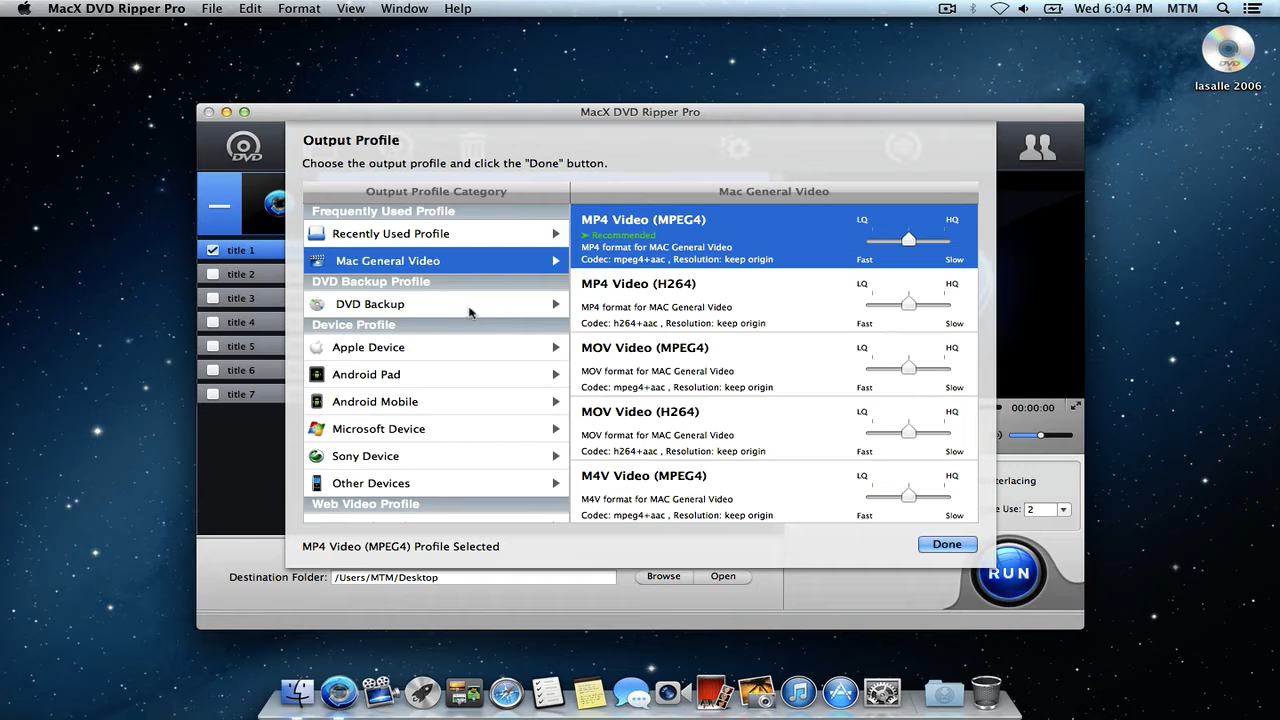 MacX DVD Ripper Pro File Edit Format View Window Help Wed 6:04 PM MTM
DVD
lasalle 2006
MacX DVD Ripper Pro
DVD
Output Profile
Choose the output profile and click the "Done" button.
Output Profile Category
Mac General Video
Frequently Used Profile
Recently Used Profile
Mac General Video
DVD Backup Profile
DVD Backup
Device Profile
Apple Device
Android Pad
Android Mobile
Microsoft Device
Sony Device
Other Devices
Web Video Profile
MP4 Video (MPEG4)
LQ HQ
➤ Recommended
MP4 format for MAC General Video
Codec: mpeg4+aac , Resolution: keep origin
Fast Slow
MP4 Video (H264)
LQ HQ
MP4 format for MAC General Video
Codec: h264+aac , Resolution: keep origin
Fast Slow
MOV Video (MPEG4)
LQ HQ
MOV format for MAC General Video
Codec: mpeg4+aac , Resolution: keep origin
Fast Slow
MOV Video (H264)
LQ HQ
MOV format for MAC General Video
Codec: h264+aac , Resolution: keep origin
Fast Slow
M4V Video (MPEG4)
LQ HQ
M4V format for MAC General Video
Codec: mpeg4+aac , Resolution: keep origin
Fast Slow
title 1
title 2
title 3
title 4
title 5
title 6
title 7
00:00:00
terlacing
e Use: 2
MP4 Video (MPEG4) Profile Selected
Done
Destination Folder: /Users/MTM/Desktop
Browse Open
RUN